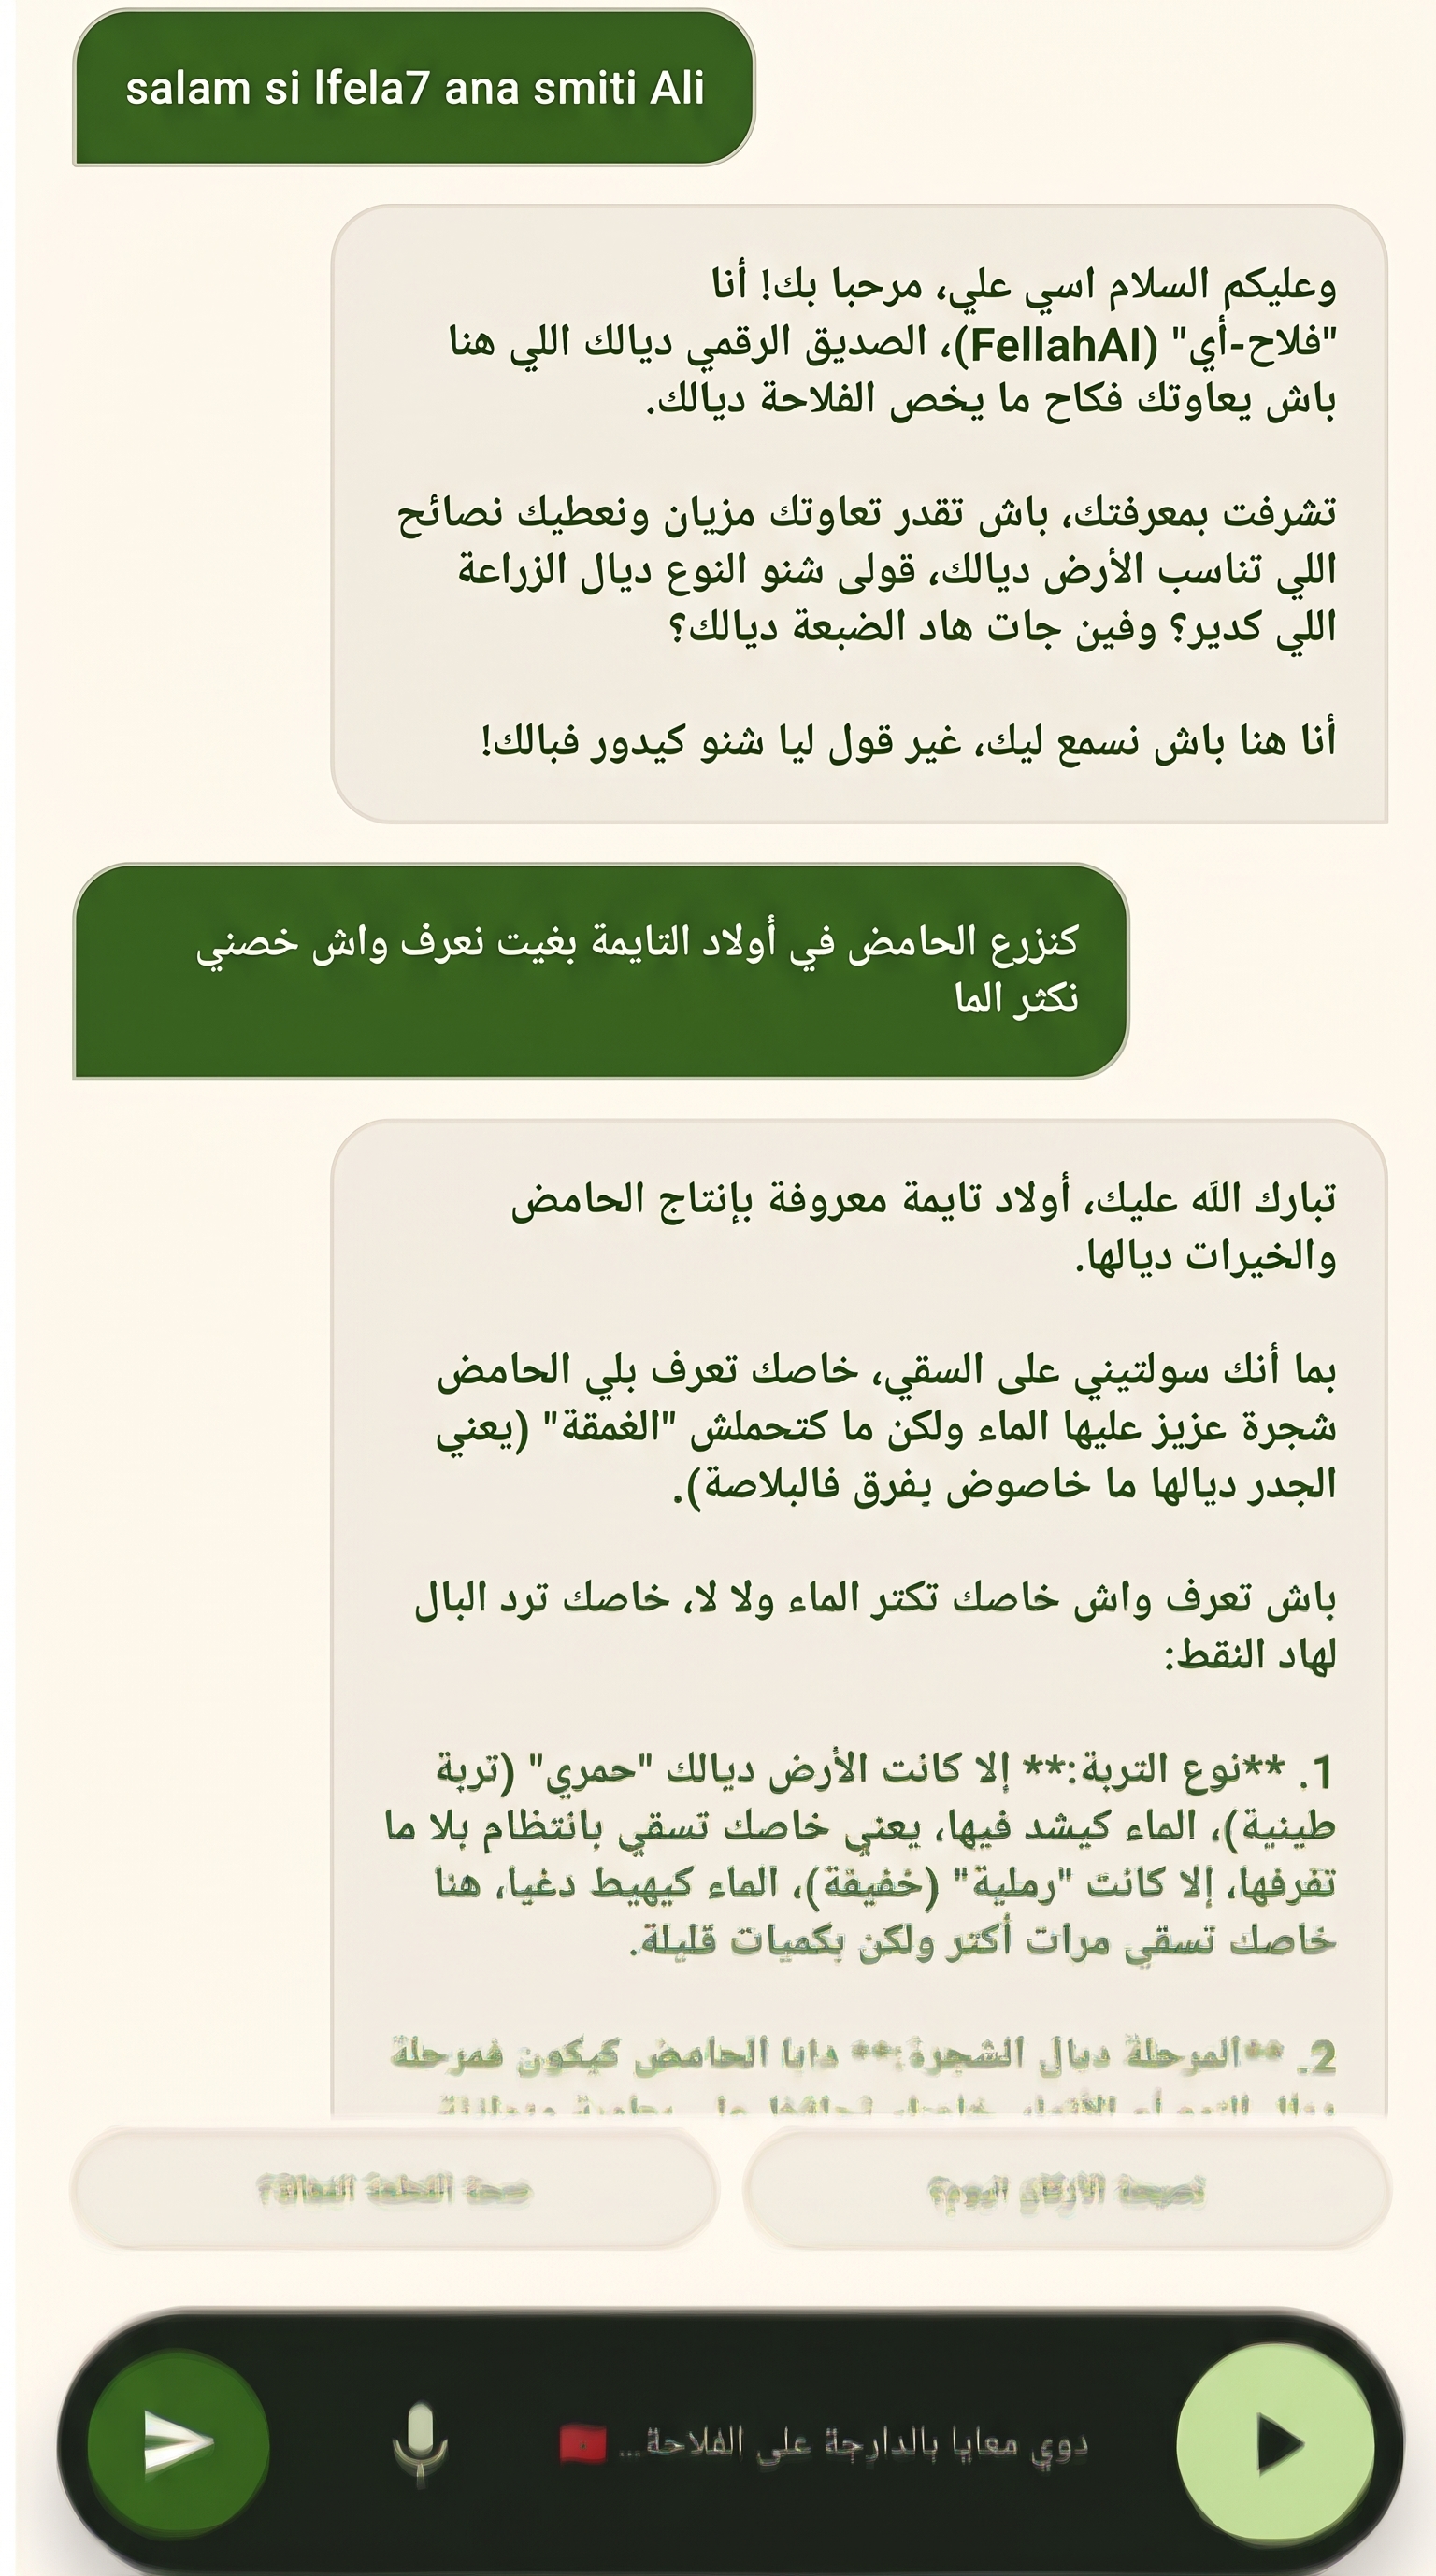 salam si lfela7 ana smiti Ali
وعليكم السلام اسي علي، مرحبا بك! أنا
"فلاح-أي" (FellahAI)، الصديق الرقمي ديالك اللي هنا
باش يعاوتك فكاح ما يخص الفلاحة ديالك.
تشرفت بمعرفتك، باش تقدر تعاوتك مزيان ونعطيك نصائح
اللي تناسب الأرض ديالك، قولى شنو النوع ديال الزراعة
اللي كدير؟ وفين جات هاد الضبعة ديالك؟
أنا هنا باش نسمع ليك، غير قول ليا شنو كيدور فبالك!
كنزرع الحامض في أولاد التايمة بغيت نعرف واش خصني
نكثر الما
تبارك الله عليك، أولاد تايمة معروفة بإنتاج الحامض
والخيرات ديالها.
بما أنك سولتيني على السقي، خاصك تعرف بلي الحامض
شجرة عزيز عليها الماء ولكن ما كتحملش "الغمقة" (يعني
الجدر ديالها ما خاصوض يفرق فالبلاصة).
باش تعرف واش خاصك تكتر الماء ولا لا، خاصك ترد البال
لهاد النقط:
1. **نوع التربة:** إلا كانت الأرض ديالك "حمري" (تربة
طينية)، الماء كيشد فيها، يعني خاصك تسقي بانتظام بلا ما
تفرفها، إلا كانت "رملية" (خفيفة)، الماء كيهيط دغيا، هنا
خاصك تسقي مرات أكتر ولكن بكميات قليلة.
2. **المرحلة ديال الشجرة:** دابا الحامض كيكون فمرحلة
دوي معايا بالدارجة على الفلاحة...